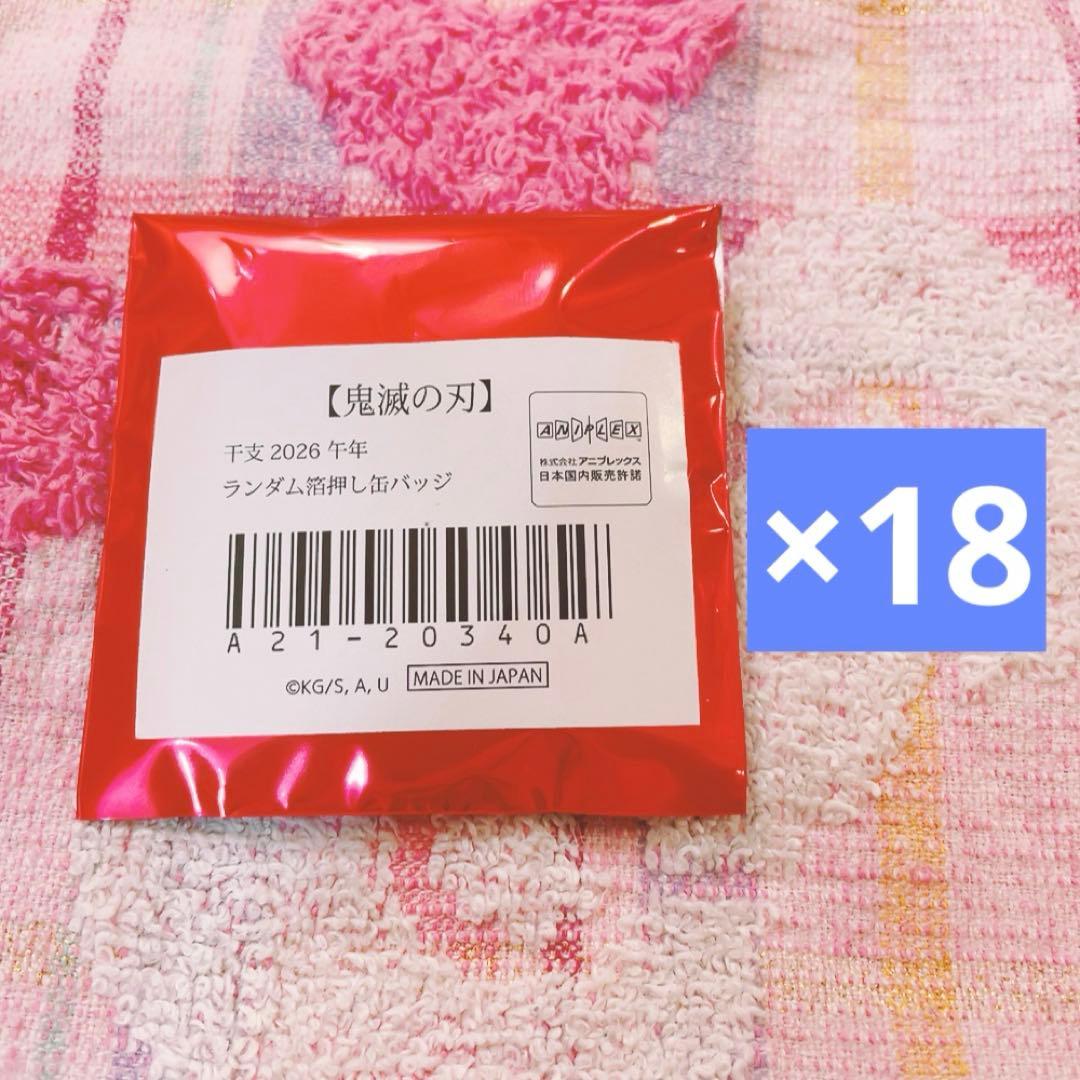 【鬼滅の刃】
干支 2026 午年
ランダム箔押し缶バッジ
ANIPLEX
株式会社アニプレックス
日本国内販売許諾
A21-20340A
©KG/S, A, U
MADE IN JAPAN
×18